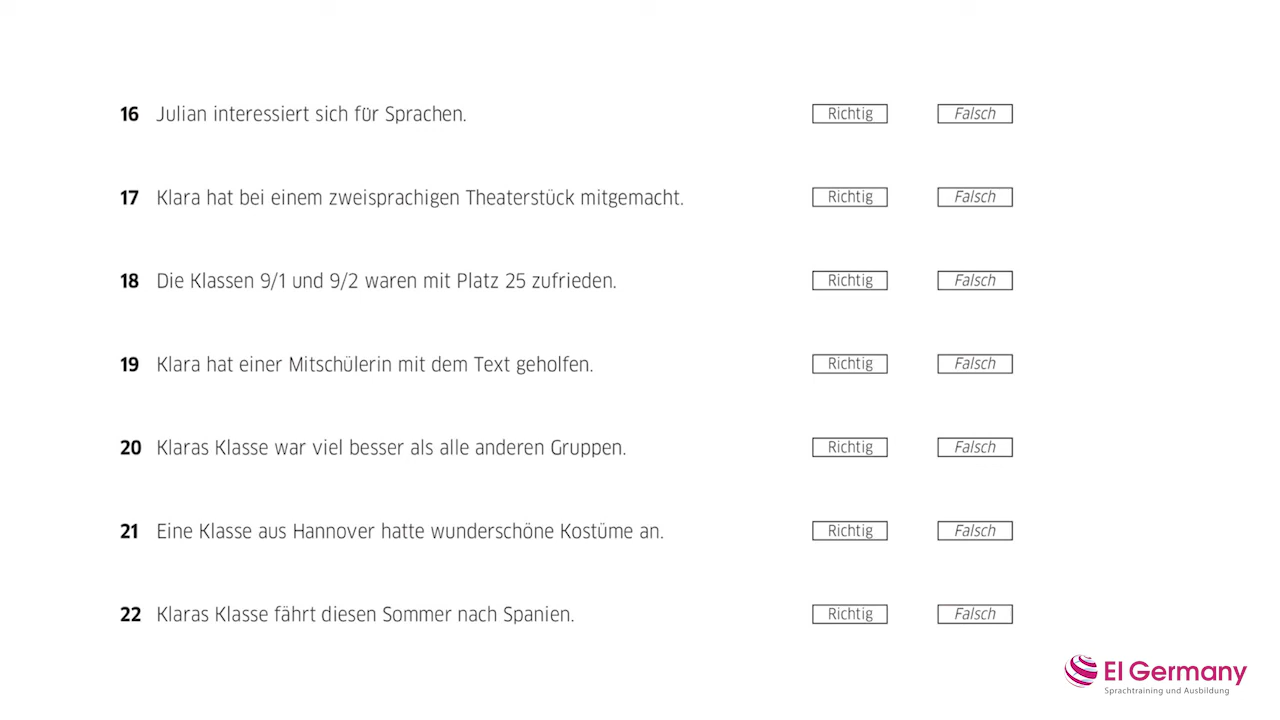 16 Julian interessiert sich für Sprachen. Richtig Falsch
17 Klara hat bei einem zweisprachigen Theaterstück mitgemacht. Richtig Falsch
18 Die Klassen 9/1 und 9/2 waren mit Platz 25 zufrieden. Richtig Falsch
19 Klara hat einer Mitschülerin mit dem Text geholfen. Richtig Falsch
20 Klaras Klasse war viel besser als alle anderen Gruppen. Richtig Falsch
21 Eine Klasse aus Hannover hatte wunderschöne Kostüme an. Richtig Falsch
22 Klaras Klasse fährt diesen Sommer nach Spanien. Richtig Falsch
EI Germany
Sprachtraining und Ausbildung